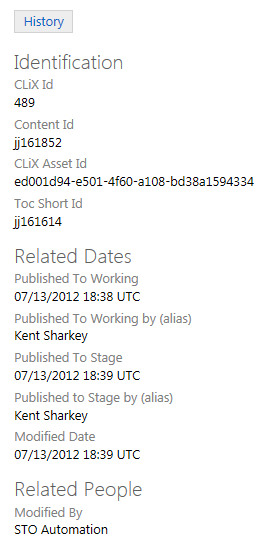 History
Identification
CLiX Id
489
Content Id
jj161852
CLiX Asset Id
ed001d94-e501-4f60-a108-bd38a1594334
Toc Short Id
jj161614
Related Dates
Published To Working
07/13/2012 18:38 UTC
Published To Working by (alias)
Kent Sharkey
Published To Stage
07/13/2012 18:39 UTC
Published to Stage by (alias)
Kent Sharkey
Modified Date
07/13/2012 18:39 UTC
Related People
Modified By
STO Automation